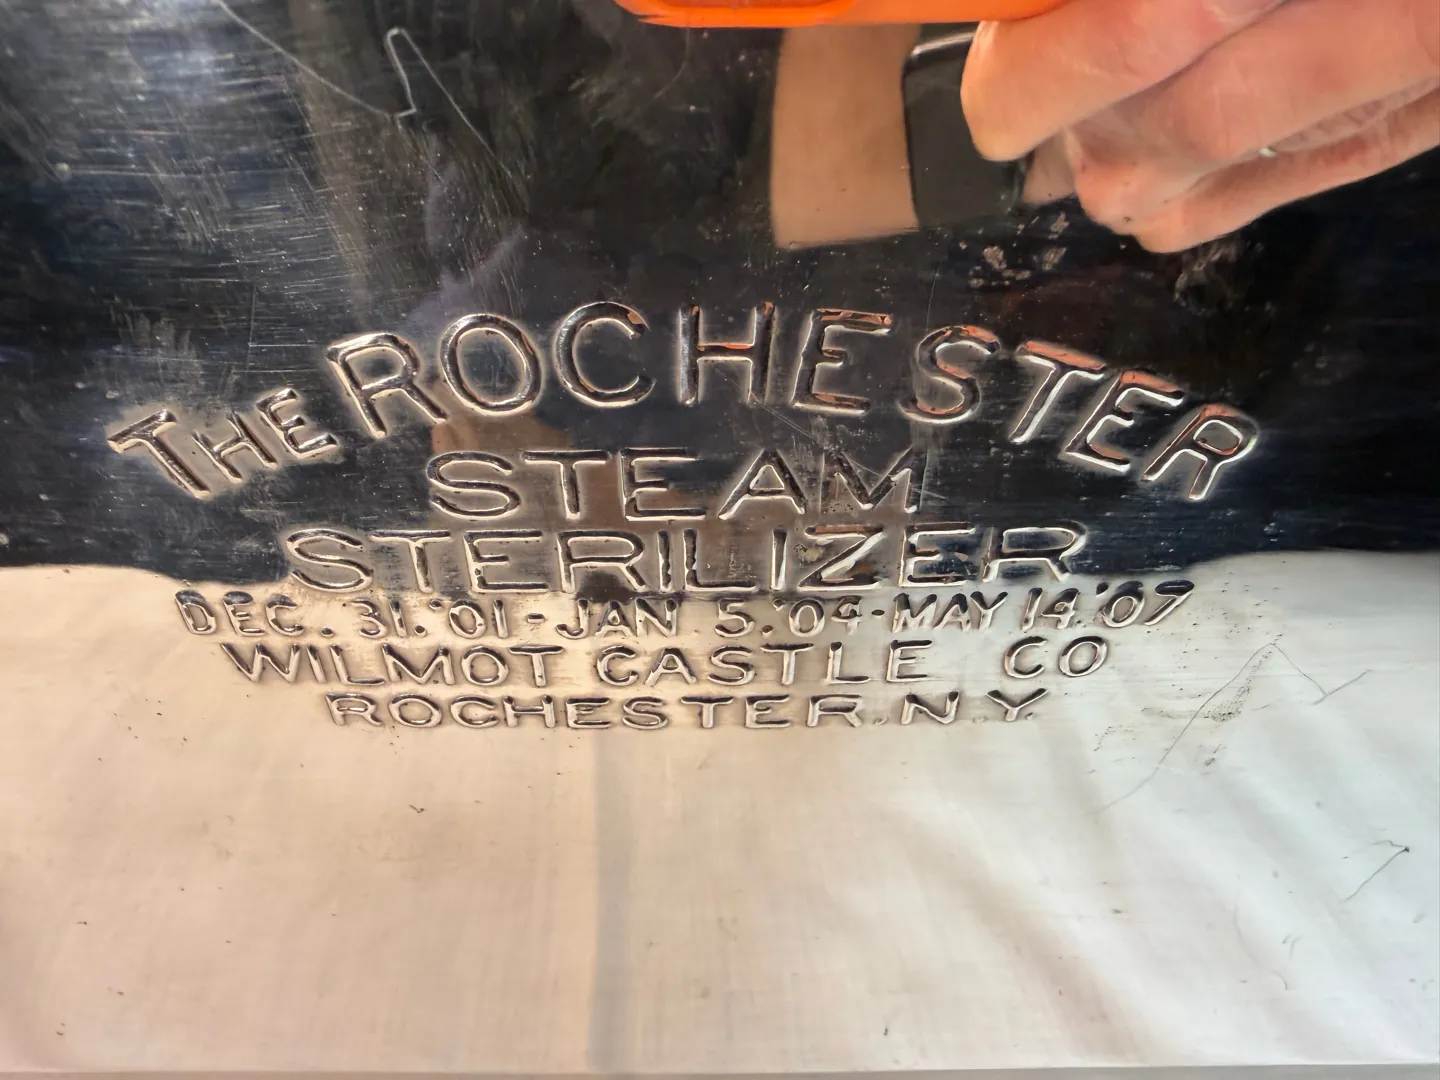 THE ROCHESTER
STEAM
STERILIZER
DEC. 31.'01-JAN 5.'04-MAY 14.'07
WILMOT CASTLE CO
ROCHESTER.N.Y.